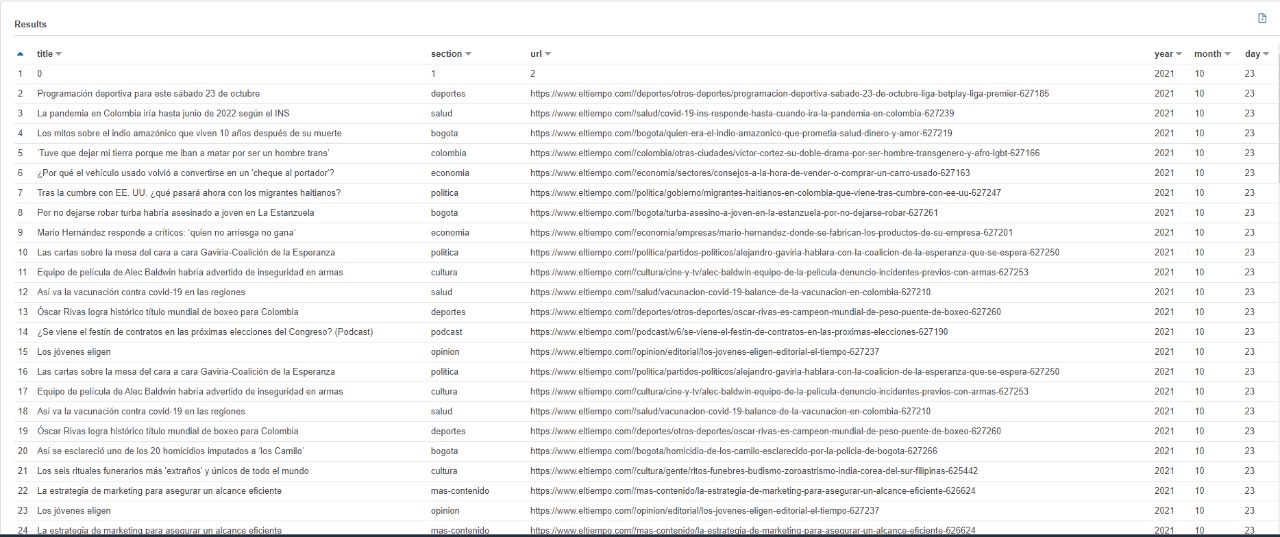 Results
title section url year month day
1 0 1 2 2021 10 23
2 Programación deportiva para este sábado 23 de octubre deportes https://www.eltiempo.com//deportes/otros-deportes/programacion-deportiva-sabado-23-de-octubre-liga-betplay-liga-premier-627185 2021 10 23
3 La pandemia en Colombia iría hasta junio de 2022 según el INS salud https://www.eltiempo.com//salud/covid-19-ins-responde-hasta-cuando-ira-la-pandemia-en-colombia-627239 2021 10 23
4 Los mitos sobre el indio amazónico que viven 10 años después de su muerte bogota https://www.eltiempo.com//bogota/quien-era-el-indio-amazonico-que-prometia-salud-dinero-y-amor-627219 2021 10 23
5 'Tuve que dejar mi tierra porque me iban a matar por ser un hombre trans' colombia https://www.eltiempo.com//colombia/otras-ciudades/victor-cortez-su-doble-drama-por-ser-hombre-transgenero-y-afro-lgbt-627166 2021 10 23
6 ¿Por qué el vehículo usado volvió a convertirse en un 'cheque al portador'? economia https://www.eltiempo.com//economia/sectores/consejos-a-la-hora-de-vender-o-comprar-un-carro-usado-627163 2021 10 23
7 Tras la cumbre con EE. UU. ¿qué pasará ahora con los migrantes haitianos? politica https://www.eltiempo.com//politica/gobierno/migrantes-haitianos-en-colombia-que-viene-tras-cumbre-con-ee-uu-627247 2021 10 23
8 Por no dejarse robar turba habría asesinado a joven en La Estanzuela bogota https://www.eltiempo.com//bogota/turba-asesino-a-joven-en-la-estanzuela-por-no-dejarse-robar-627261 2021 10 23
9 Mario Hernández responde a críticos: 'quien no arriesga no gana' economia https://www.eltiempo.com//economia/empresas/mario-hernandez-donde-se-fabrican-los-productos-de-su-empresa-627201 2021 10 23
10 Las cartas sobre la mesa del cara a cara Gaviria-Coalición de la Esperanza politica https://www.eltiempo.com//politica/partidos-politicos/alejandro-gaviria-hablara-con-la-coalicion-de-la-esperanza-que-se-espera-627250 2021 10 23
11 Equipo de película de Alec Baldwin habría advertido de inseguridad en armas cultura https://www.eltiempo.com//cultura/cine-y-tv/alec-baldwin-equipo-de-la-pelicula-denuncio-incidentes-previos-con-armas-627253 2021 10 23
12 Así va la vacunación contra covid-19 en las regiones salud https://www.eltiempo.com//salud/vacunacion-covid-19-balance-de-la-vacunacion-en-colombia-627210 2021 10 23
13 Óscar Rivas logra histórico título mundial de boxeo para Colombia deportes https://www.eltiempo.com//deportes/otros-deportes/oscar-rivas-es-campeon-mundial-de-peso-puente-de-boxeo-627260 2021 10 23
14 ¿Se viene el festín de contratos en las próximas elecciones del Congreso? (Podcast) podcast https://www.eltiempo.com//podcast/w6/se-viene-el-festin-de-contratos-en-las-proximas-elecciones-627190 2021 10 23
15 Los jóvenes eligen opinion https://www.eltiempo.com//opinion/editorial/los-jovenes-eligen-editorial-el-tiempo-627237 2021 10 23
16 Las cartas sobre la mesa del cara a cara Gaviria-Coalición de la Esperanza politica https://www.eltiempo.com//politica/partidos-politicos/alejandro-gaviria-hablara-con-la-coalicion-de-la-esperanza-que-se-espera-627250 2021 10 23
17 Equipo de película de Alec Baldwin habría advertido de inseguridad en armas cultura https://www.eltiempo.com//cultura/cine-y-tv/alec-baldwin-equipo-de-la-pelicula-denuncio-incidentes-previos-con-armas-627253 2021 10 23
18 Así va la vacunación contra covid-19 en las regiones salud https://www.eltiempo.com//salud/vacunacion-covid-19-balance-de-la-vacunacion-en-colombia-627210 2021 10 23
19 Óscar Rivas logra histórico título mundial de boxeo para Colombia deportes https://www.eltiempo.com//deportes/otros-deportes/oscar-rivas-es-campeon-mundial-de-peso-puente-de-boxeo-627260 2021 10 23
20 Así se esclareció uno de los 20 homicidios imputados a 'los Camilo' bogota https://www.eltiempo.com//bogota/homicidio-de-los-camilo-esclarecido-por-la-policia-de-bogota-627266 2021 10 23
21 Los seis rituales funerarios más 'extraños' y únicos de todo el mundo cultura https://www.eltiempo.com//cultura/gente/ritos-funebres-budismo-zoroastrismo-india-corea-del-sur-filipinas-625442 2021 10 23
22 La estrategia de marketing para asegurar un alcance eficiente mas-contenido https://www.eltiempo.com//mas-contenido/la-estrategia-de-marketing-para-asegurar-un-alcance-eficiente-626624 2021 10 23
23 Los jóvenes eligen opinion https://www.eltiempo.com//opinion/editorial/los-jovenes-eligen-editorial-el-tiempo-627237 2021 10 23
24 La estrategia de marketing para asegurar un alcance eficiente mas-contenido https://www.eltiempo.com//mas-contenido/la-estrategia-de-marketing-para-asegurar-un-alcance-eficiente-626624 2021 10 23